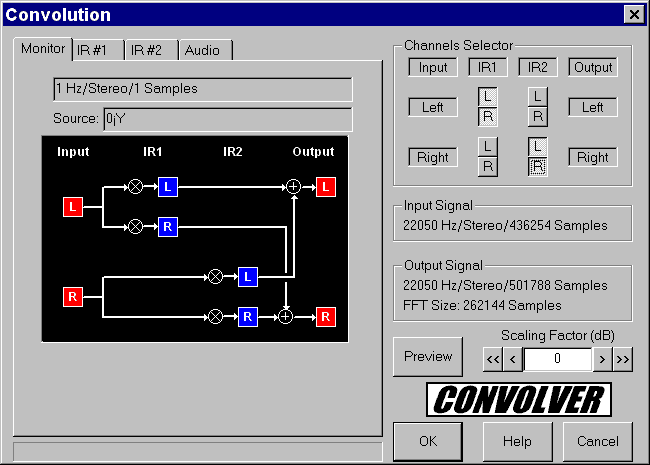 Convolution
Monitor IR #1 IR #2 Audio
1 Hz/Stereo/1 Samples
Source: 0¡Y
Input IR1 IR2 Output
L L L
R
R L
R R
Channels Selector
Input IR1 IR2 Output
Left L R L R Left
Right L R L R Right
Input Signal
22050 Hz/Stereo/436254 Samples
Output Signal
22050 Hz/Stereo/501788 Samples
FFT Size: 262144 Samples
Scaling Factor (dB)
Preview << < 0 > >>
CONVOLVER
OK Help Cancel